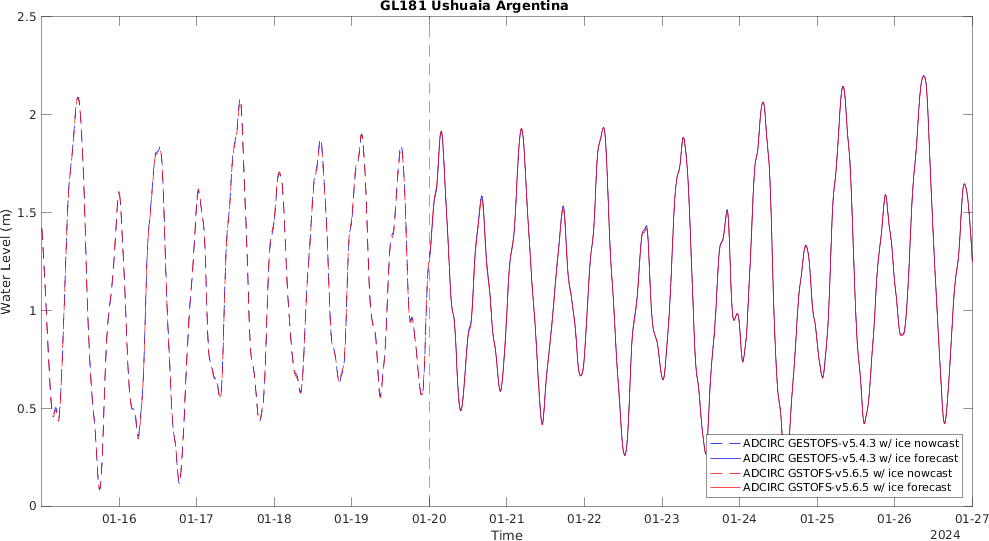 GL181 Ushuaia Argentina
Water Level (m)
2.5
2
1.5
1
0.5
0
ADCIRC GESTOFS-v5.4.3 w/ ice nowcast
ADCIRC GESTOFS-v5.4.3 w/ ice forecast
ADCIRC GSTOFS-v5.6.5 w/ ice nowcast
ADCIRC GSTOFS-v5.6.5 w/ ice forecast
01-16 01-17 01-18 01-19 01-20 01-21 01-22 01-23 01-24 01-25 01-26 01-27
Time
2024